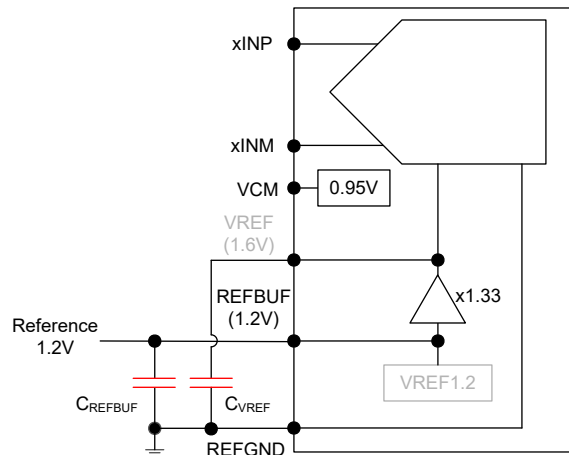 xINP
xINM
VCM
0.95V
VREF
(1.6V)
REFBUF
(1.2V)
x1.33
Reference
1.2V
VREF1.2
CREFBUF
CVREF
REFGND